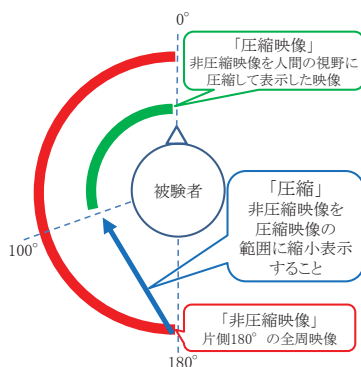 0°
「圧縮映像」
非圧縮映像を人間の視野に
圧縮して表示した映像
被験者
「圧縮」
非圧縮映像を
圧縮映像の
範囲に縮小表示
すること
100°
「非圧縮映像」
片側180°の全周映像
180°